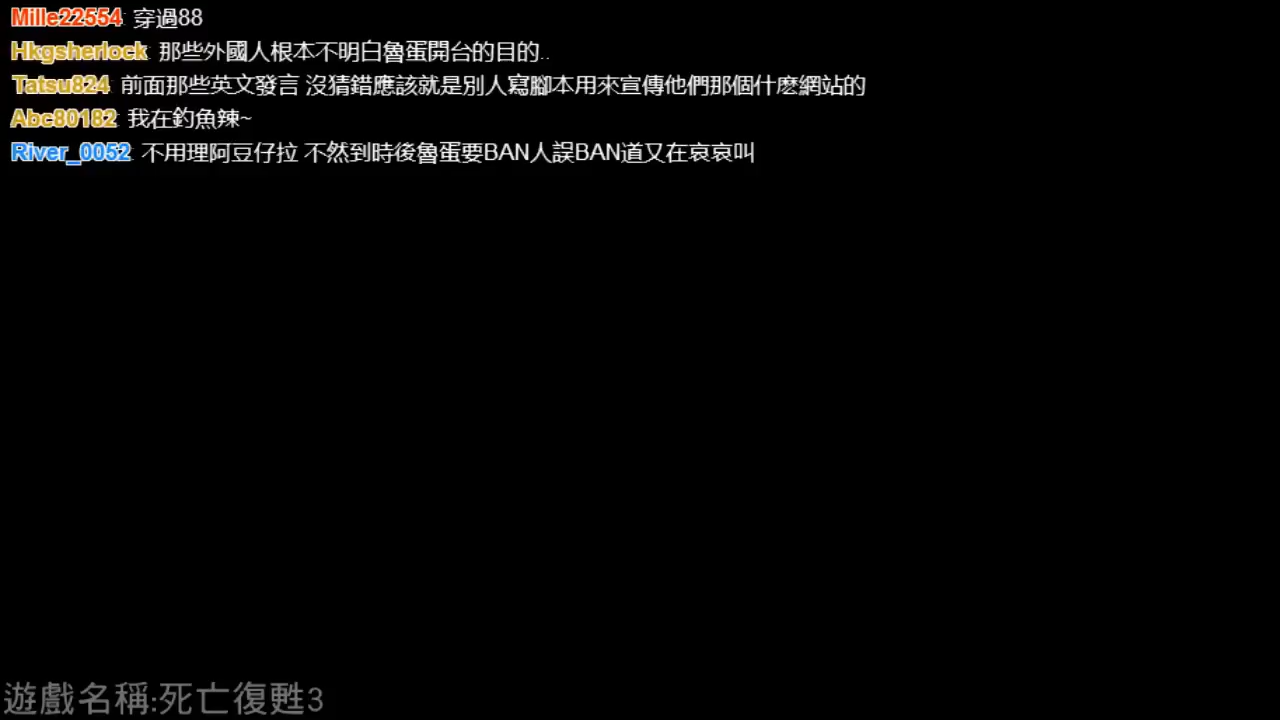 Mille22554: 穿過88
Hkgsherlock: 那些外國人根本不明白魯蛋開台的目的..
Tatsu824: 前面那些英文發言 沒猜錯應該就是別人寫腳本用來宣傳他們那個什麽網站的
Abc80182: 我在釣魚辣~
River_0052: 不用理阿豆仔拉 不然到時後魯蛋要BAN人誤BAN道又在哀哀叫
遊戲名稱:死亡復甦3